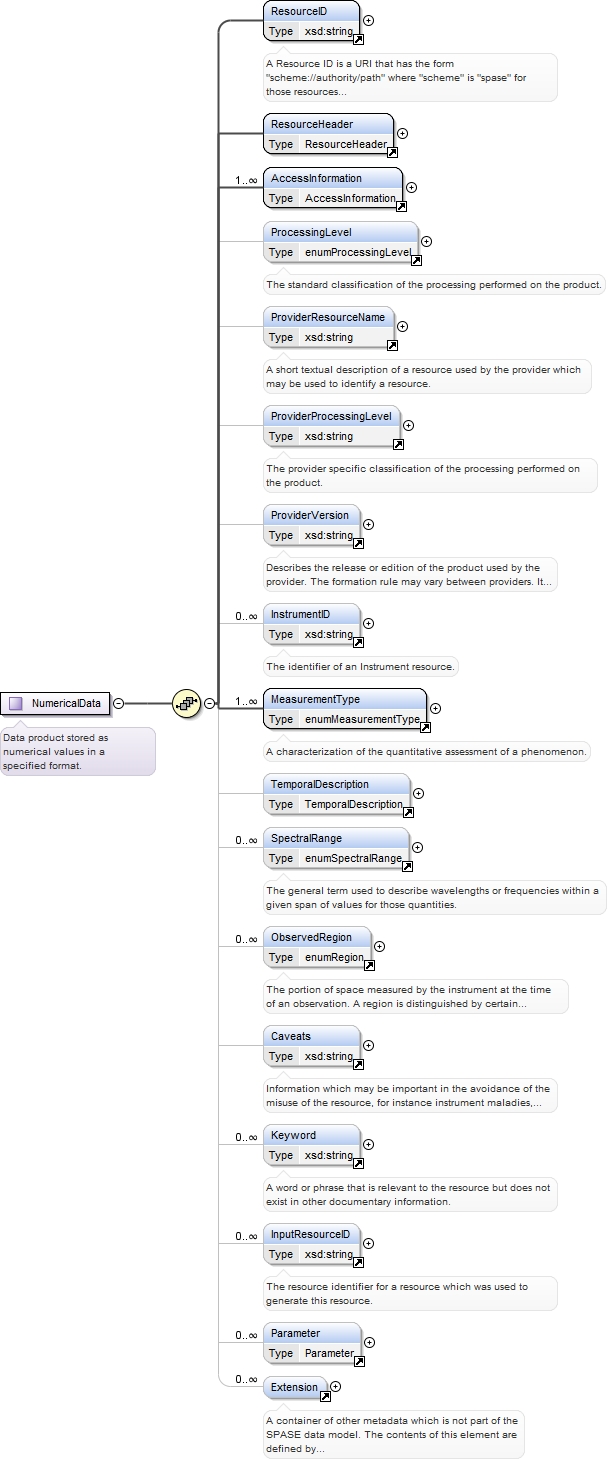 ResourceID
Type xsd:string
A Resource ID is a URI that has the form
"scheme://authority/path" where "scheme" is "spase" for
those resources...
ResourceHeader
Type ResourceHeader
1..∞
AccessInformation
Type AccessInformation
ProcessingLevel
Type enumProcessingLevel
The standard classification of the processing performed on the product.
ProviderResourceName
Type xsd:string
A short textual description of a resource used by the provider which
may be used to identify a resource.
ProviderProcessingLevel
Type xsd:string
The provider specific classification of the processing performed on
the product.
ProviderVersion
Type xsd:string
Describes the release or edition of the product used by the
provider. The formation rule may vary between providers. It...
0..∞
InstrumentID
Type xsd:string
The identifier of an Instrument resource.
NumericalData
Data product stored as
numerical values in a
specified format.
1..∞
MeasurementType
Type enumMeasurementType
A characterization of the quantitative assessment of a phenomenon.
TemporalDescription
Type TemporalDescription
0..∞
SpectralRange
Type enumSpectralRange
The general term used to describe wavelengths or frequencies within a
given span of values for those quantities.
0..∞
ObservedRegion
Type enumRegion
The portion of space measured by the instrument at the time
of an observation. A region is distinguished by certain...
Caveats
Type xsd:string
Information which may be important in the avoidance of the
misuse of the resource, for instance instrument maladies,...
0..∞
Keyword
Type xsd:string
A word or phrase that is relevant to the resource but does not
exist in other documentary information.
0..∞
InputResourceID
Type xsd:string
The resource identifier for a resource which was used to
generate this resource.
0..∞
Parameter
Type Parameter
0..∞
Extension
A container of other metadata which is not part of the
SPASE data model. The contents of this element are
defined by...